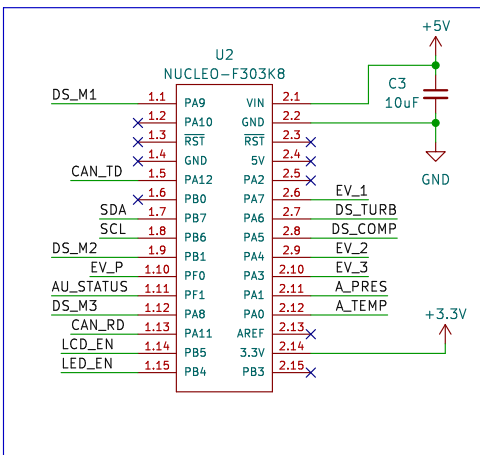 +5V
U2
NUCLEO-F303K8
C3
10uF
GND
DS_M1 1.1 PA9 VIN 2.1
1.2 PA10 GND 2.2
1.3 RST RST 2.3
1.4 GND 5V 2.4
CAN_TD 1.5 PA12 PA2 2.5
1.6 PB0 PA7 2.6 EV_1
SDA 1.7 PB7 PA6 2.7 DS_TURB
SCL 1.8 PB6 PA5 2.8 DS_COMP
DS_M2 1.9 PB1 PA4 2.9 EV_2
EV_P 1.10 PF0 PA3 2.10 EV_3
AU_STATUS 1.11 PF1 PA1 2.11 A_PRES
DS_M3 1.12 PA8 PA0 2.12 A_TEMP
CAN_RD 1.13 PA11 AREF 2.13
+3.3V
LCD_EN 1.14 PB5 3.3V 2.14
LED_EN 1.15 PB4 PB3 2.15